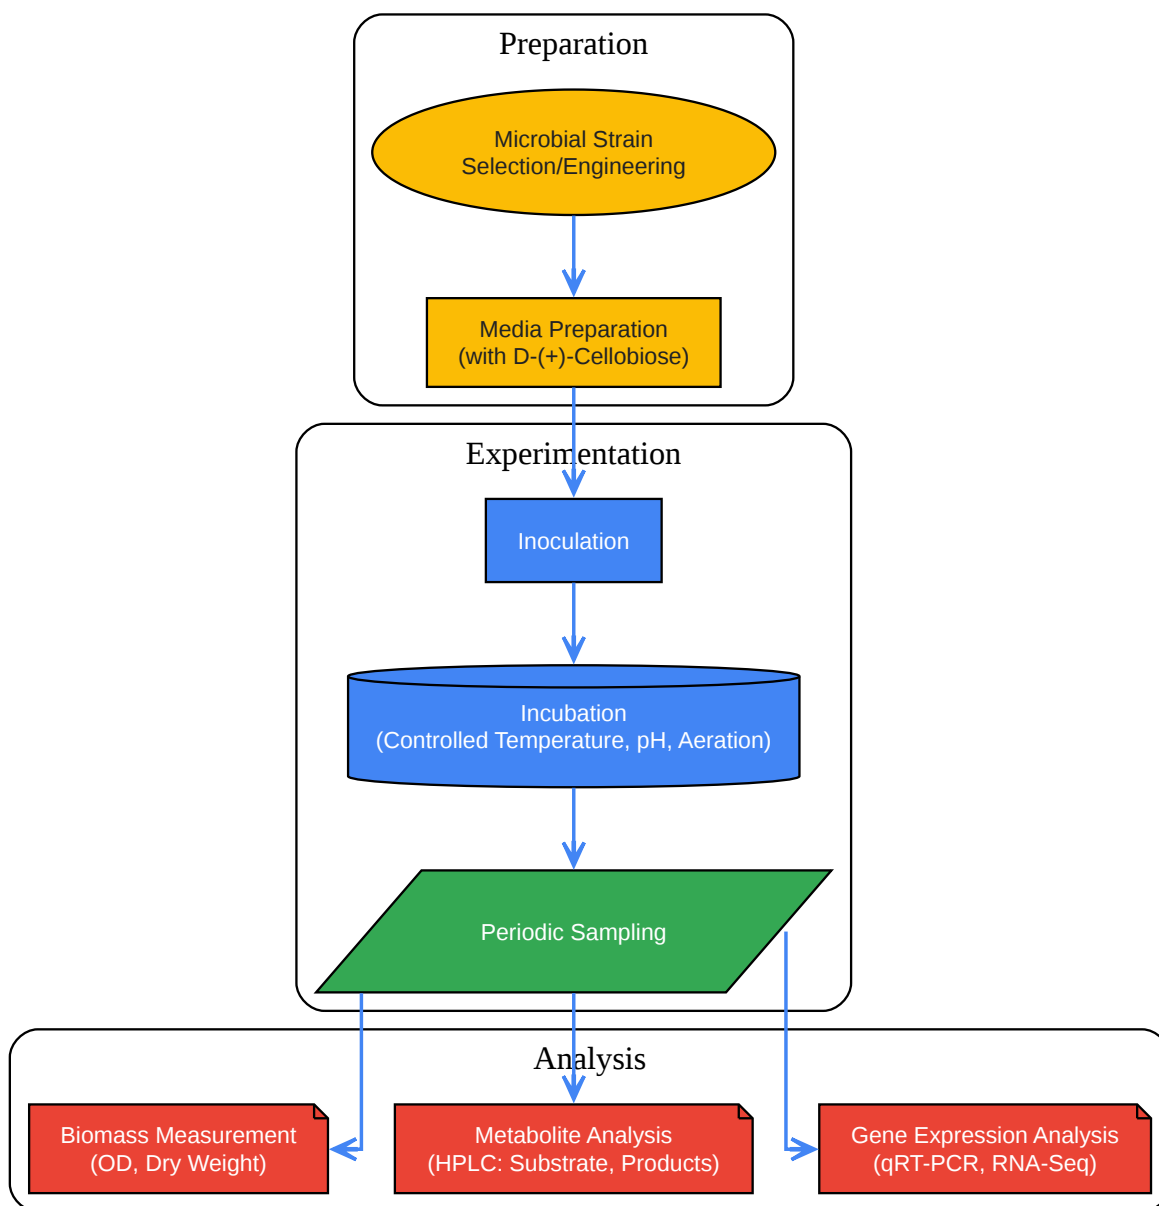 Preparation
Microbial Strain
Selection/Engineering
Media Preparation
(with D-(+)-Cellobiose)
Experimentation
Inoculation
Incubation
(Controlled Temperature, pH, Aeration)
Periodic Sampling
Analysis
Biomass Measurement
(OD, Dry Weight)
Metabolite Analysis
(HPLC: Substrate, Products)
Gene Expression Analysis
(qRT-PCR, RNA-Seq)